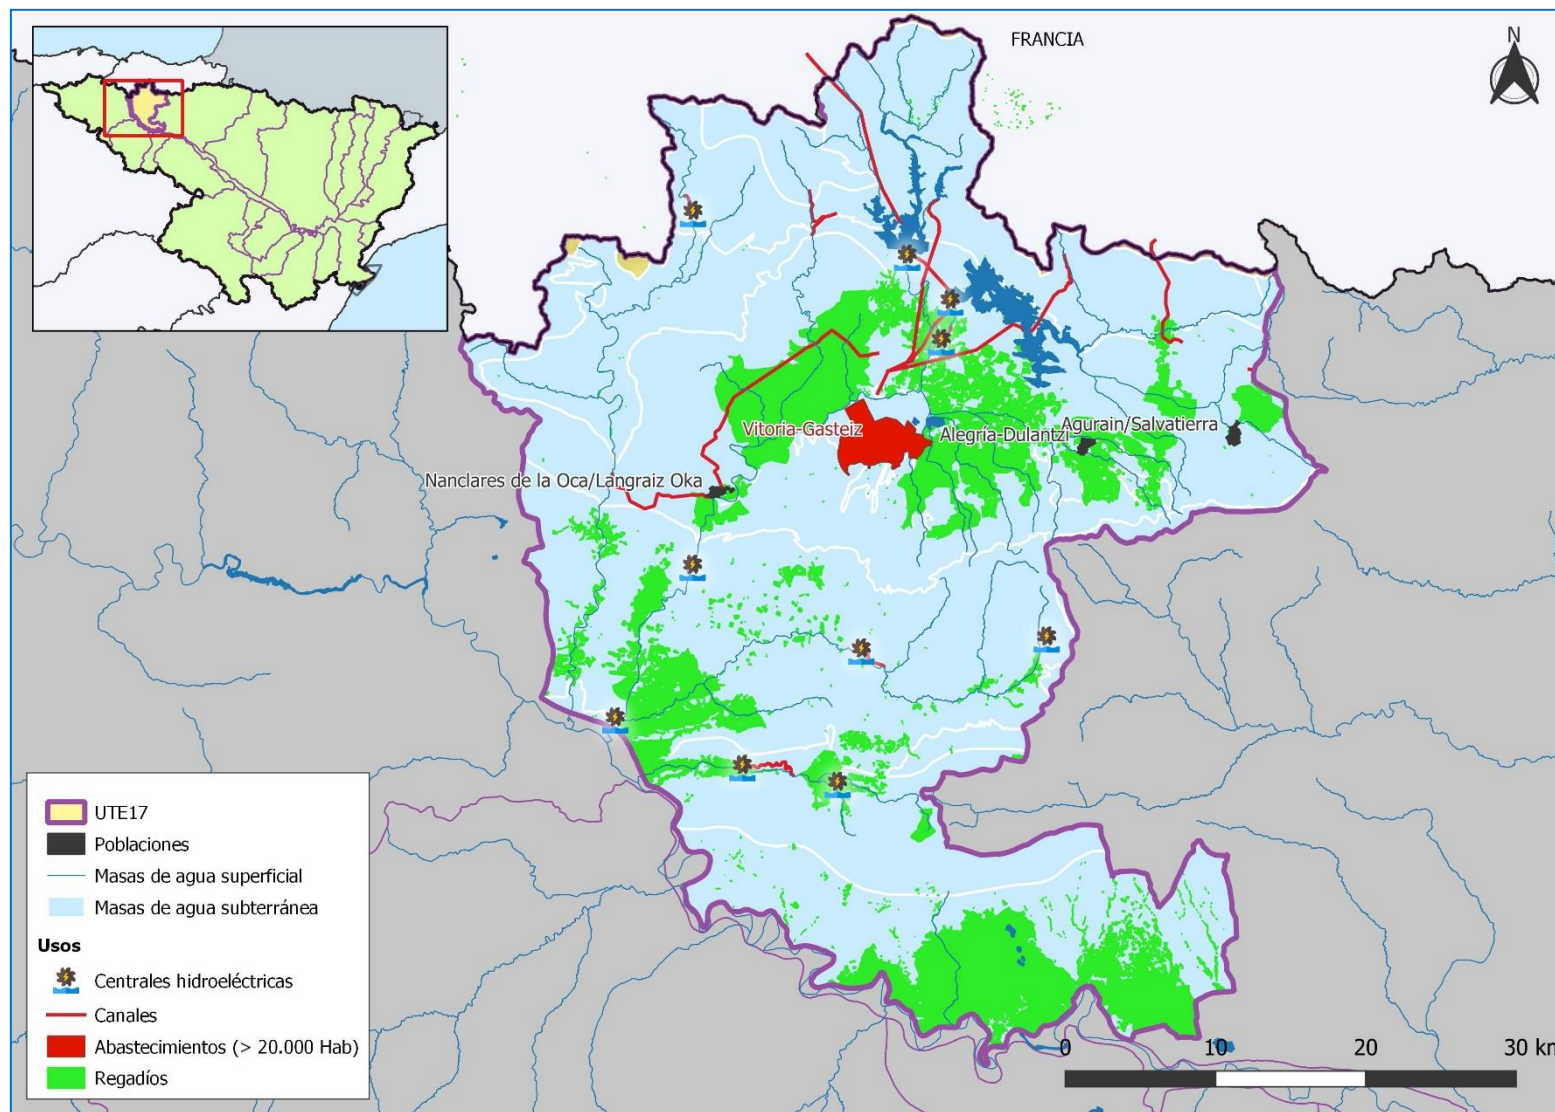 FRANCIA
N
Vitoria-Gasteiz
Alegría-Dulantzi
Agurain/Salvatierra
Nanclares de la Oca/Langraiz Oka
UTE17
Poblaciones
Masas de agua superficial
Masas de agua subterránea
Usos
Centrales hidroeléctricas
Canales
Abastecimientos (> 20.000 Hab)
Regadíos
0 10 20 30 km